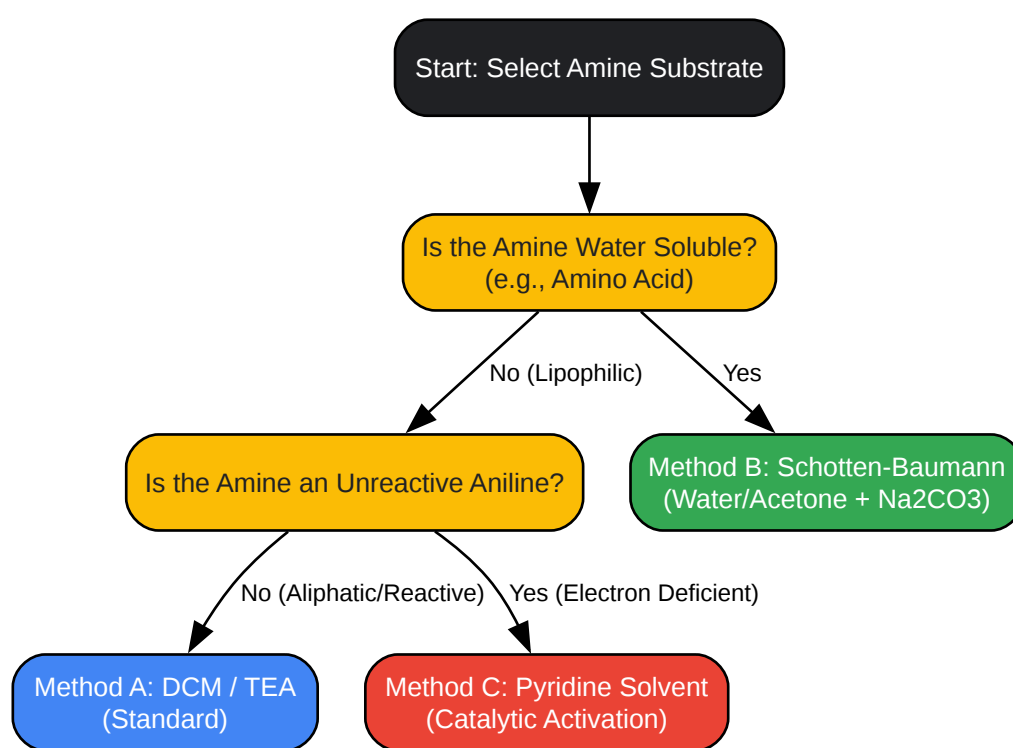 Start: Select Amine Substrate
Is the Amine Water Soluble?
(e.g., Amino Acid)
No (Lipophilic)
Yes
Is the Amine an Unreactive Aniline?
Method B: Schotten-Baumann
(Water/Acetone + Na2CO3)
No (Aliphatic/Reactive)
Yes (Electron Deficient)
Method A: DCM / TEA
(Standard)
Method C: Pyridine Solvent
(Catalytic Activation)